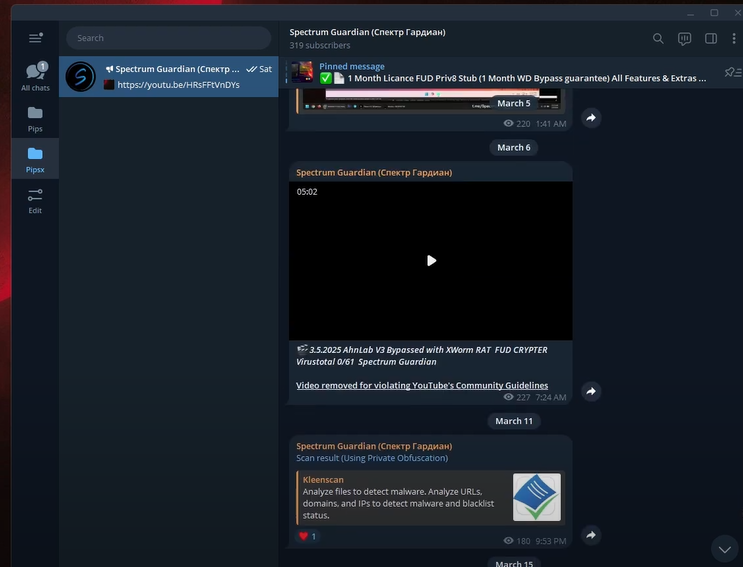 Search
Spectrum Guardian (Спектр ... Sat
https://youtu.be/HRsFFtVnDYs
1
All chats
Pips
Pipsx
Edit
Spectrum Guardian (Спектр Гардиан)
319 subscribers
Pinned message
✅ 📄 1 Month Licance FUD Priv8 Stub (1 Month WD Bypass guarantee) All Features & Extras ...
March 5
220 1:41 AM
March 6
Spectrum Guardian (Спектр Гардиан)
05:02
🎬 3.5.2025 AhnLab V3 Bypassed with XWorm RAT FUD CRYPTER
Virustotal 0/61 Spectrum Guardian
Video removed for violating YouTube's Community Guidelines
227 7:24 AM
March 11
Spectrum Guardian (Спектр Гардиан)
Scan result (Using Private Obfuscation)
Kleenscan
Analyze files to detect malware. Analyze URLs,
domains, and IPs to detect malware and blacklist
status.
❤️ 1
180 9:53 PM
March 15